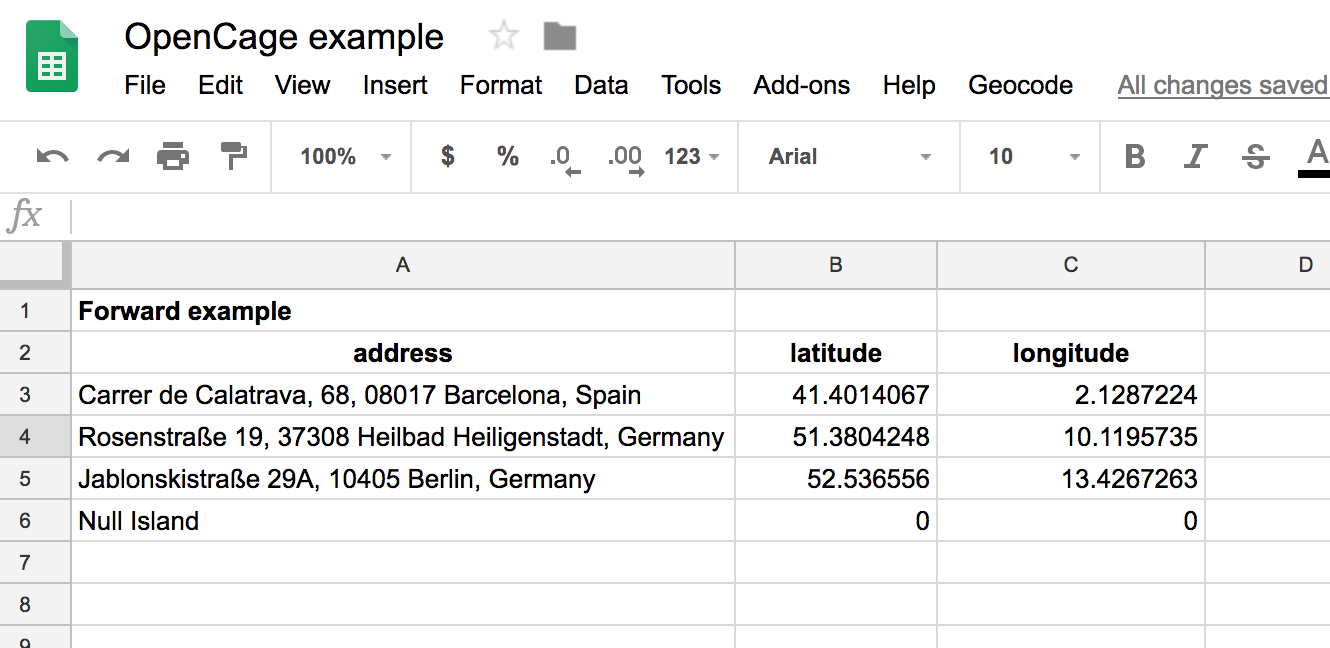 OpenCage example
File Edit View Insert Format Data Tools Add-ons Help Geocode All changes saved
100% $ % .0 .00 123 Arial 10 B I S A
fx
A B C D
1 Forward example
2 address latitude longitude
3 Carrer de Calatrava, 68, 08017 Barcelona, Spain 41.4014067 2.1287224
4 Rosenstraße 19, 37308 Heilbad Heiligenstadt, Germany 51.3804248 10.1195735
5 Jablonskistraße 29A, 10405 Berlin, Germany 52.536556 13.4267263
6 Null Island 0 0
7
8
9